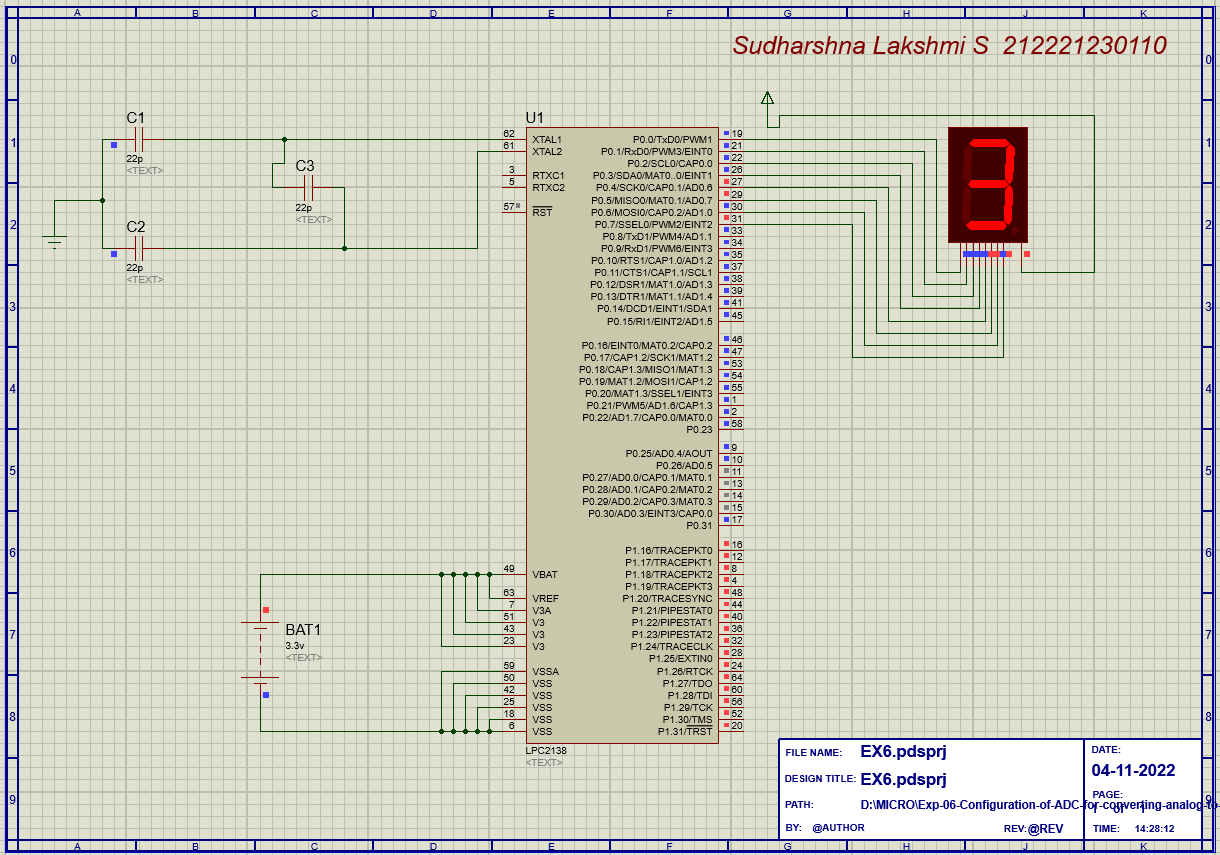 A B C D E F G H J K
Sudharshna Lakshmi S 212221230110
0 0
C1
22p
<TEXT>
C3
22p
<TEXT>
C2
22p
<TEXT>
U1
1 1
62 XTAL1 P0.0/TxD0/PWM1 19
61 XTAL2 P0.1/RxD0/PWM3/EINT0 21
P0.2/SCL0/CAP0.0 22
3 RTXC1 P0.3/SDA0/MAT0..0/EINT1 26
5 RTXC2 P0.4/SCK0/CAP0.1/AD0.6 27
P0.5/MISO0/MAT0.1/AD0.7 29
57 RST P0.6/MOSI0/CAP0.2/AD1.0 30
2 2
P0.7/SSEL0/PWM2/EINT2 31
P0.8/TxD1/PWM4/AD1.1 33
P0.9/RxD1/PWM6/EINT3 34
P0.10/RTS1/CAP1.0/AD1.2 35
P0.11/CTS1/CAP1.1/SCL1 37
P0.12/DSR1/MAT1.0/AD1.3 38
P0.13/DTR1/MAT1.1/AD1.4 39
3 3
P0.14/DCD1/EINT1/SDA1 41
P0.15/RI1/EINT2/AD1.5 45
P0.16/EINT0/MAT0.2/CAP0.2 46
P0.17/CAP1.2/SCK1/MAT1.2 47
P0.18/CAP1.3/MISO1/MAT1.3 53
P0.19/MAT1.2/MOSI1/CAP1.2 54
4 4
P0.20/MAT1.3/SSEL1/EINT3 55
P0.21/PWM5/AD1.6/CAP1.3 1
P0.22/AD1.7/CAP0.0/MAT0.0 2
P0.23 58
P0.25/AD0.4/AOUT 9
P0.26/AD0.5 10
5 5
P0.27/AD0.0/CAP0.1/MAT0.1 11
P0.28/AD0.1/CAP0.2/MAT0.2 13
P0.29/AD0.2/CAP0.3/MAT0.3 14
P0.30/AD0.3/EINT3/CAP0.0 15
P0.31 17
6 6
P1.16/TRACEPKT0 16
P1.17/TRACEPKT1 12
49 VBAT P1.18/TRACEPKT2 8
P1.19/TRACEPKT3 4
63 VREF P1.20/TRACESYNC 48
7 V3A P1.21/PIPESTAT0 44
51 V3 P1.22/PIPESTAT1 40
43 V3 P1.23/PIPESTAT2 36
23 V3 P1.24/TRACECLK 32
7 7
BAT1
3.3v
<TEXT>
P1.25/EXTIN0 28
59 VSSA P1.26/RTCK 24
50 VSS P1.27/TDO 64
42 VSS P1.28/TDI 60
25 VSS P1.29/TCK 56
18 VSS P1.30/TMS 52
6 VSS P1.31/TRST 20
8 8
LPC2138
<TEXT>
FILE NAME: EX6.pdsprj
DESIGN TITLE: EX6.pdsprj
PATH: D:\MICRO\Exp-06-Configuration-of-ADC-for-converting-analog-to-
BY: @AUTHOR REV:@REV
DATE:
04-11-2022
PAGE:
1 of 1
TIME: 14:28:12
9 9
A B C D E F G H J K